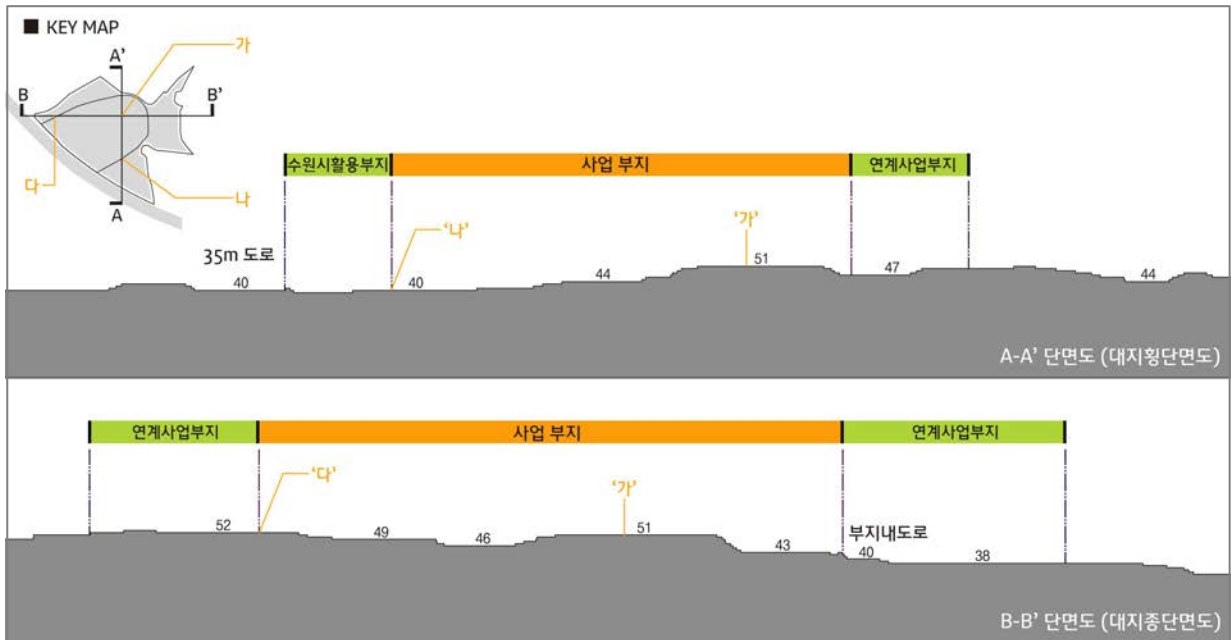 ■ KEY MAP
A’
가
B
B’
다
나
A
수원시활용부지
사업 부지
연계사업부지
‘나’
‘가’
35m 도로
40
40
44
51
47
44
A-A’ 단면도 (대지횡단면도)
연계사업부지
사업 부지
연계사업부지
‘다’
‘가’
52
49
46
51
43
부지내도로
40
38
B-B’ 단면도 (대지종단면도)